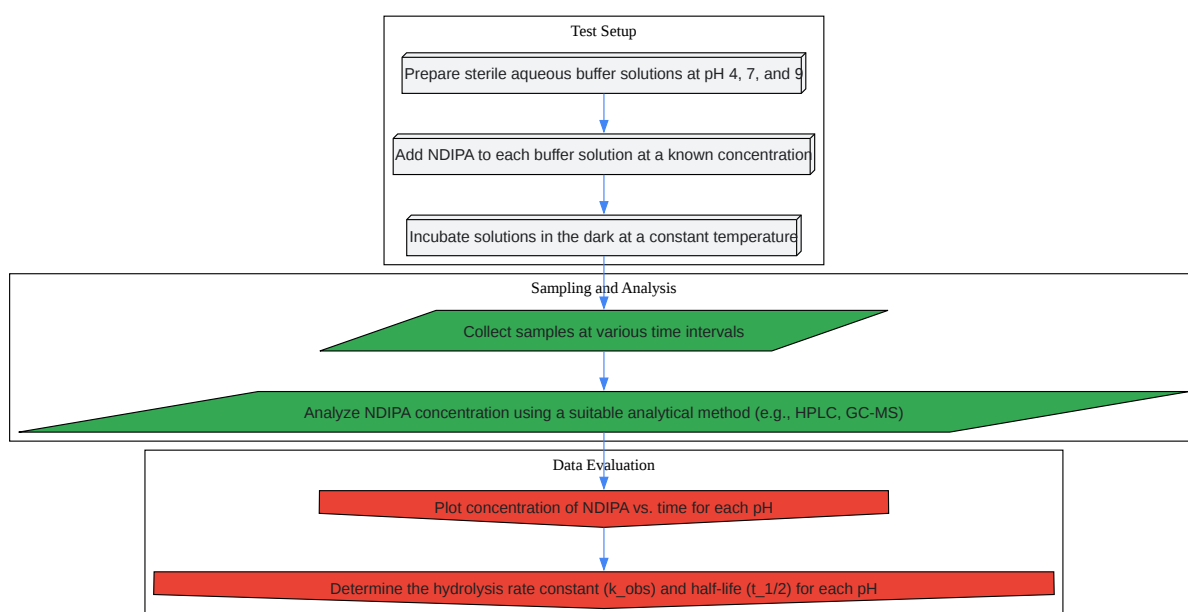 Test Setup
Prepare sterile aqueous buffer solutions at pH 4, 7, and 9
Add NDIPA to each buffer solution at a known concentration
Incubate solutions in the dark at a constant temperature
Sampling and Analysis
Collect samples at various time intervals
Analyze NDIPA concentration using a suitable analytical method (e.g., HPLC, GC-MS)
Data Evaluation
Plot concentration of NDIPA vs. time for each pH
Determine the hydrolysis rate constant (k_obs) and half-life (t_1/2) for each pH